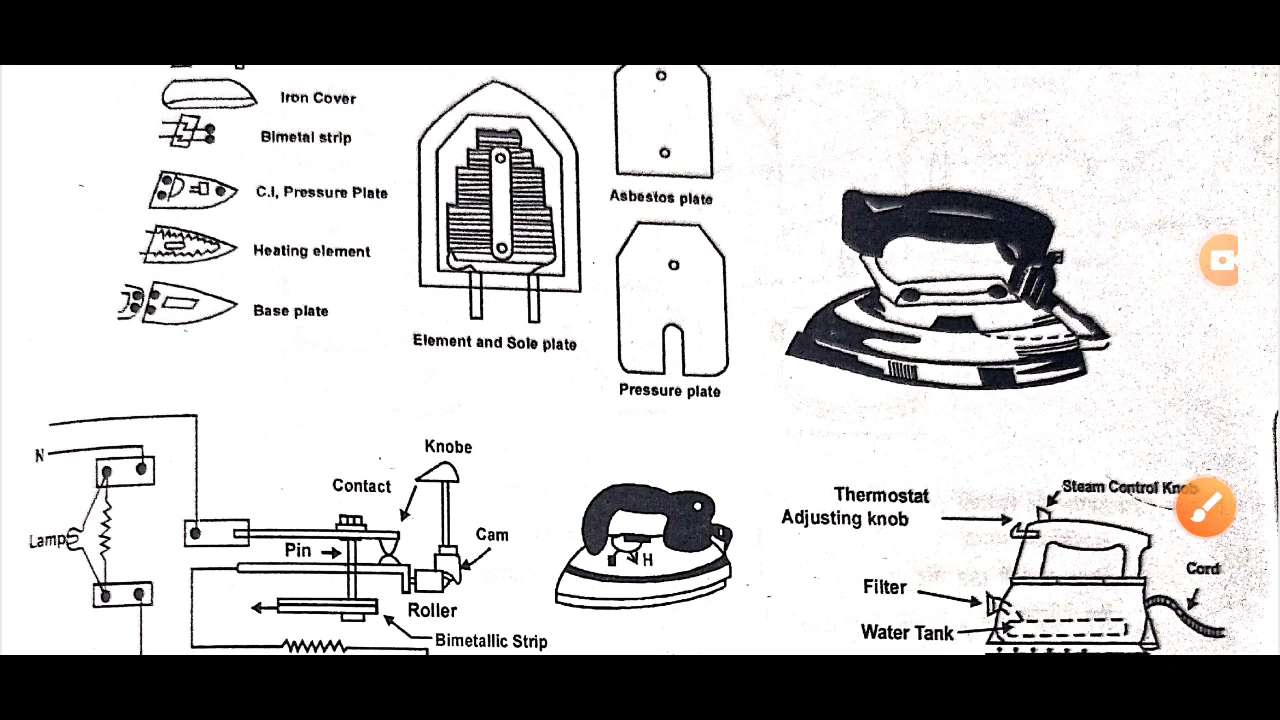 Iron Cover
Bimetal strip
C.I, Pressure Plate
Heating element
Base plate
Element and Sole plate
Asbestos plate
Pressure plate
N
Lamp
Knobe
Contact
Pin
Cam
Roller
Bimetallic Strip
H
Thermostat
Adjusting knob
Steam Control Knob
Cord
Filter
Water Tank